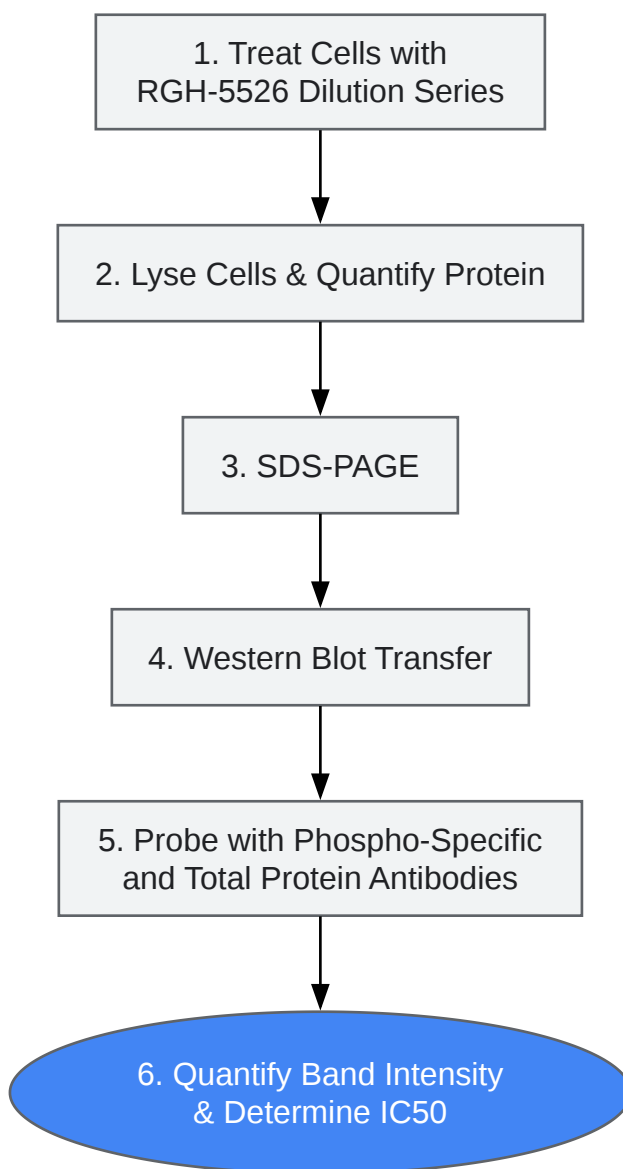 1. Treat Cells with
RGH-5526 Dilution Series
2. Lyse Cells & Quantify Protein
3. SDS-PAGE
4. Western Blot Transfer
5. Probe with Phospho-Specific
and Total Protein Antibodies
6. Quantify Band Intensity
& Determine IC50